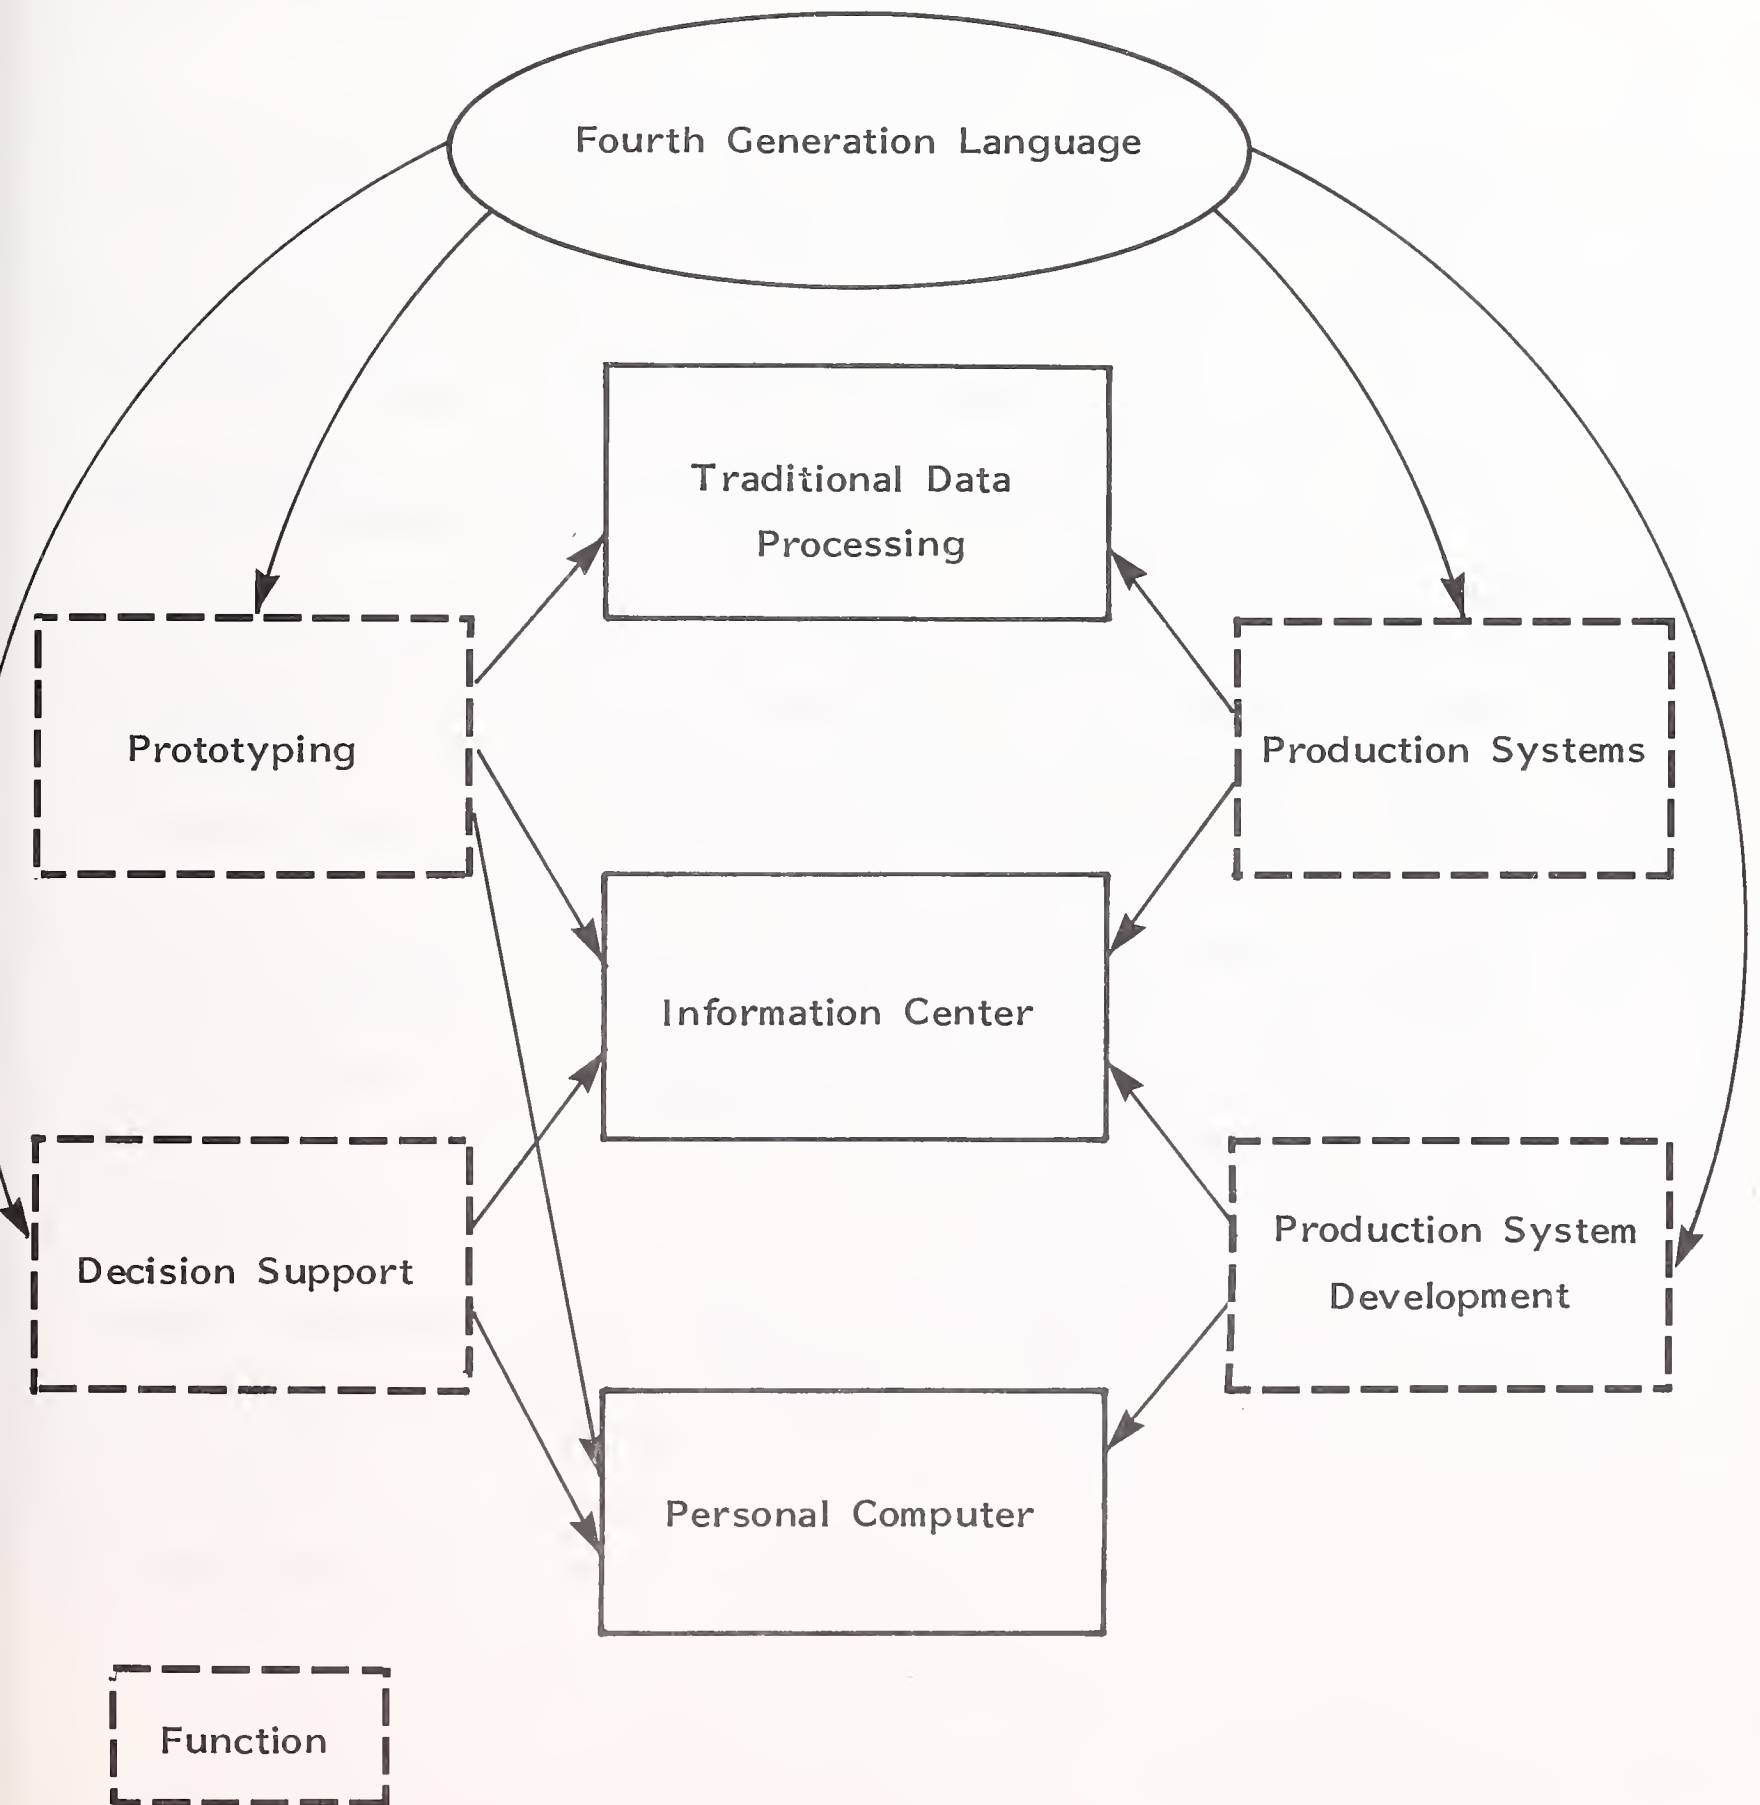 Fourth Generation Language
Traditional Data
Processing
Prototyping
Production Systems
Information Center
Decision Support
Production System
Development
Personal Computer
Function